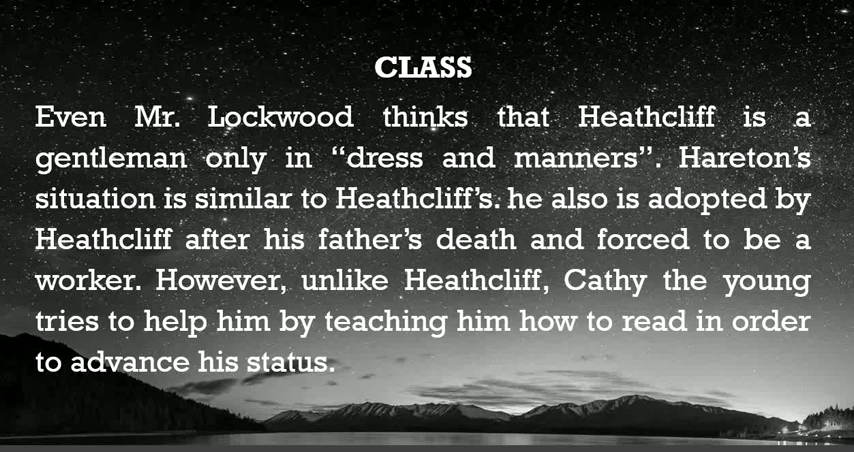 CLASS
Even Mr. Lockwood thinks that Heathcliff is a
gentleman only in “dress and manners”. Hareton’s
situation is similar to Heathcliff’s. he also is adopted by
Heathcliff after his father’s death and forced to be a
worker. However, unlike Heathcliff, Cathy the young
tries to help him by teaching him how to read in order
to advance his status.